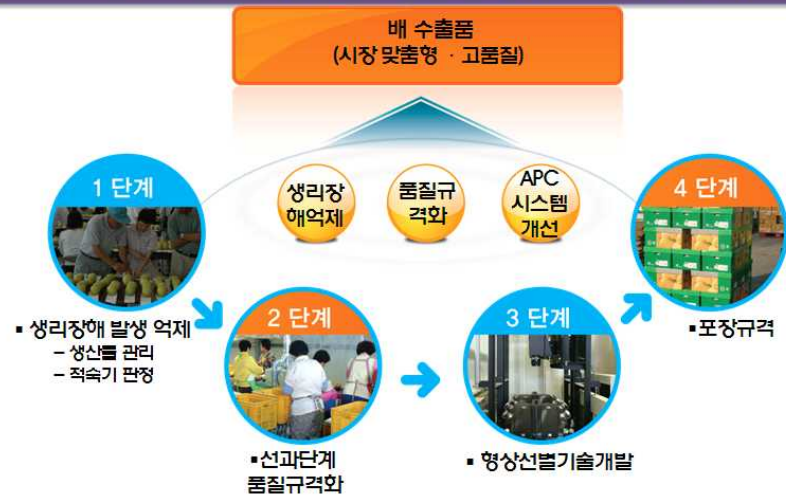 배 수출품
(시장 맞춤형 · 고품질)
생리장
해억제
품질규
격화
APC
시스템
개선
1 단계
▪ 생리장해 발생 억제
– 생산물 관리
– 적숙기 판정
2 단계
▪선과단계
품질규격화
3 단계
▪ 형상선별기술개발
4 단계
▪포장규격